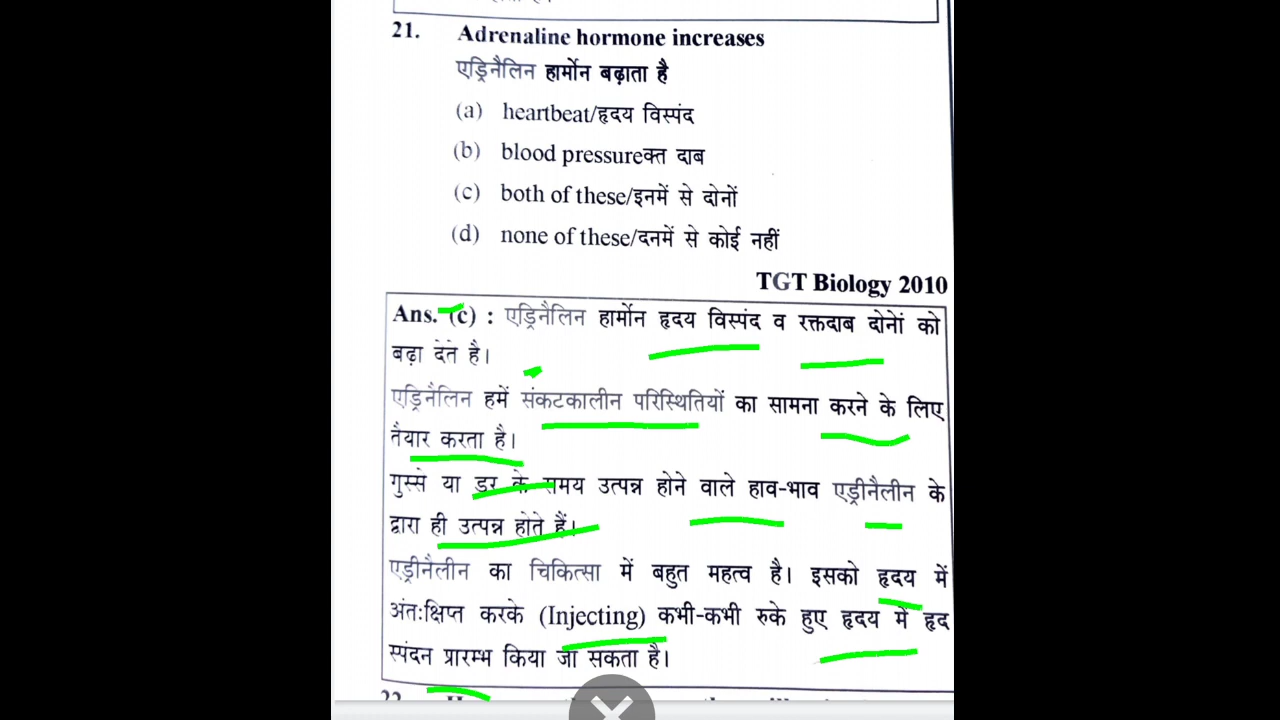 21. Adrenaline hormone increases
एड्रिनैलिन हार्मोन बढ़ाता है
(a) heartbeat/हृदय विस्पंद
(b) blood pressureक्त दाब
(c) both of these/इनमें से दोनों
(d) none of these/दनमें से कोई नहीं
TGT Biology 2010
Ans. (c) : एड्रिनैलिन हार्मोन हृदय विस्पंद व रक्तदाब दोनों को
बढ़ा देते है।
एड्रिनैलिन हमें संकटकालीन परिस्थितियों का सामना करने के लिए
तैयार करता है।
गुस्से या डर के समय उत्पन्न होने वाले हाव-भाव एड्रीनैलीन के
द्वारा ही उत्पन्न होते हैं।
एड्रीनैलीन का चिकित्सा में बहुत महत्व है। इसको हृदय में
अंतःक्षिप्त करके (Injecting) कभी-कभी रुके हुए हृदय में हृद
स्पंदन प्रारम्भ किया जा सकता है।
22